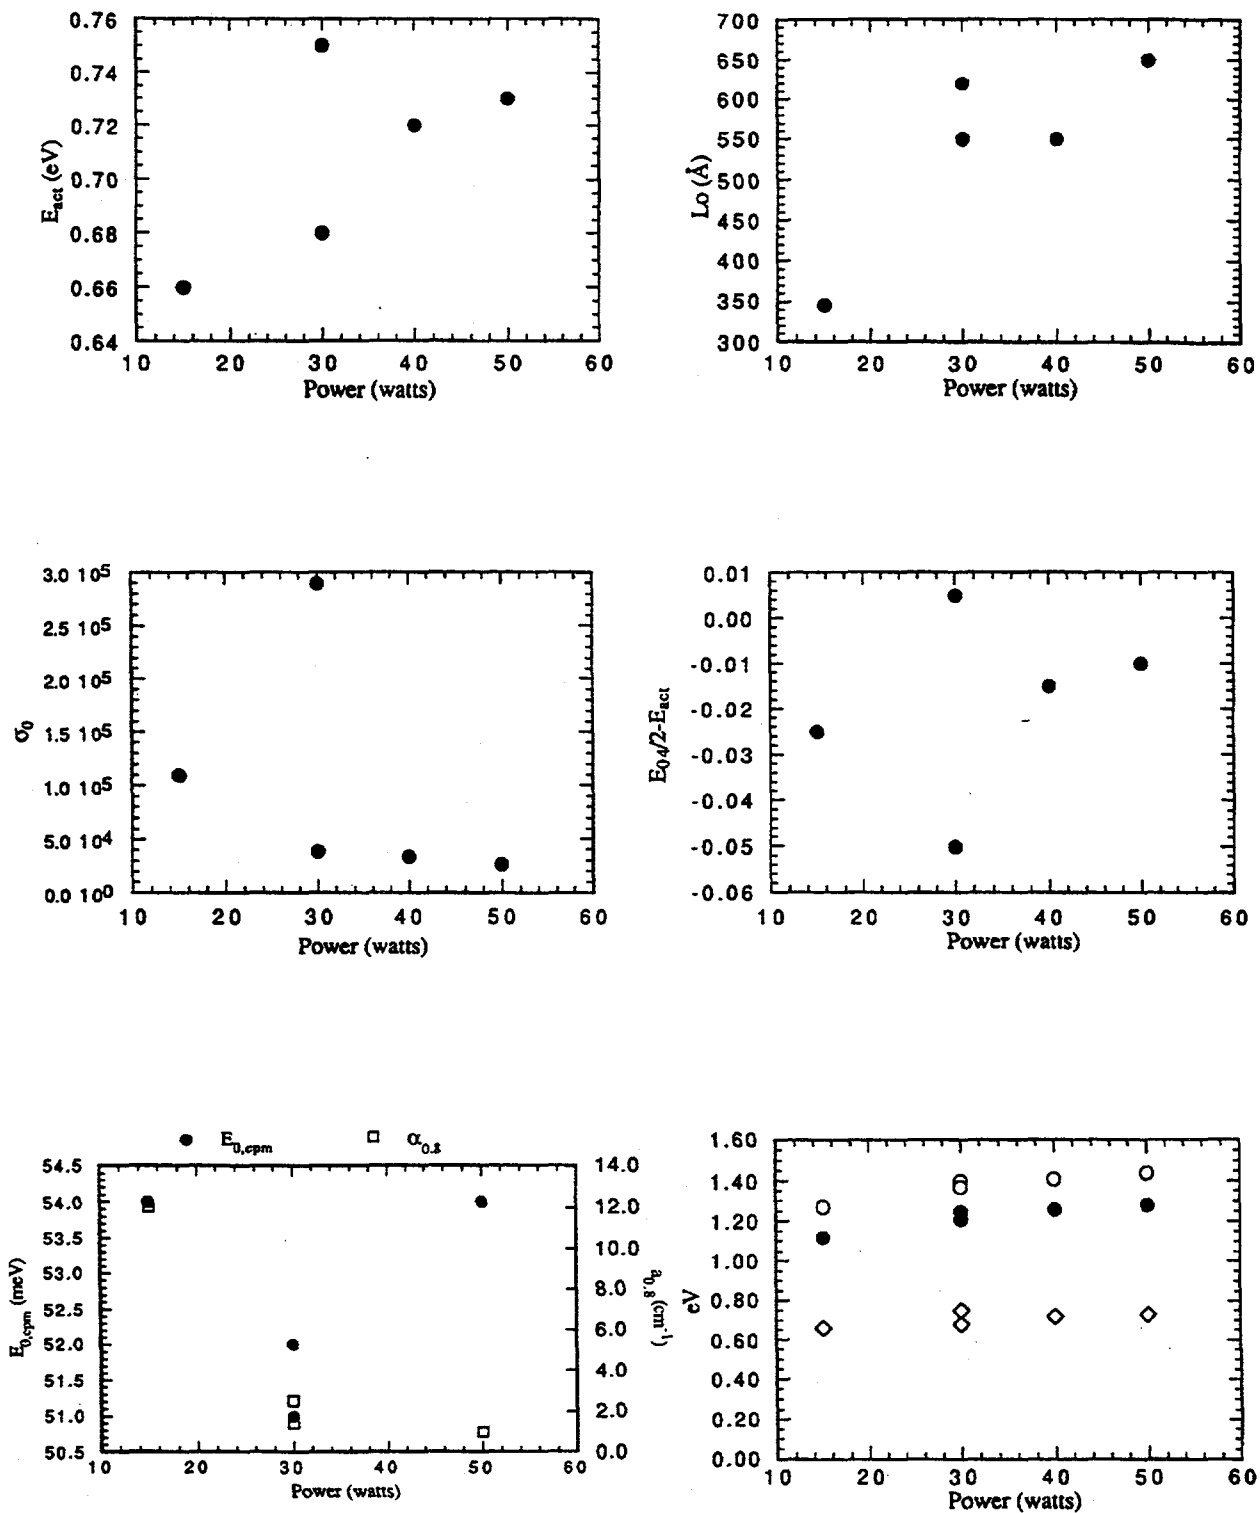 0.76
0.74
0.72
0.70
0.68
0.66
0.64
E_act (eV)
10 20 30 40 50 60
Power (watts)
700
650
600
550
500
450
400
350
300
Lo (Å)
10 20 30 40 50 60
Power (watts)
3.0 10^5
2.5 10^5
2.0 10^5
1.5 10^5
1.0 10^5
5.0 10^4
0.0 10^0
σ_0
10 20 30 40 50 60
Power (watts)
0.01
0.00
-0.01
-0.02
-0.03
-0.04
-0.05
-0.06
E_04/2-E_act
10 20 30 40 50 60
Power (watts)
E_0,cpm α_0.8
54.5
54.0
53.5
53.0
52.5
52.0
51.5
51.0
50.5
E_0,cpm (meV)
14.0
12.0
10.0
8.0
6.0
4.0
2.0
0.0
a_0.8 (cm^-1)
10 20 30 40 50 60
Power (watts)
1.60
1.40
1.20
1.00
0.80
0.60
0.40
0.20
0.00
eV
10 20 30 40 50 60
Power (watts)